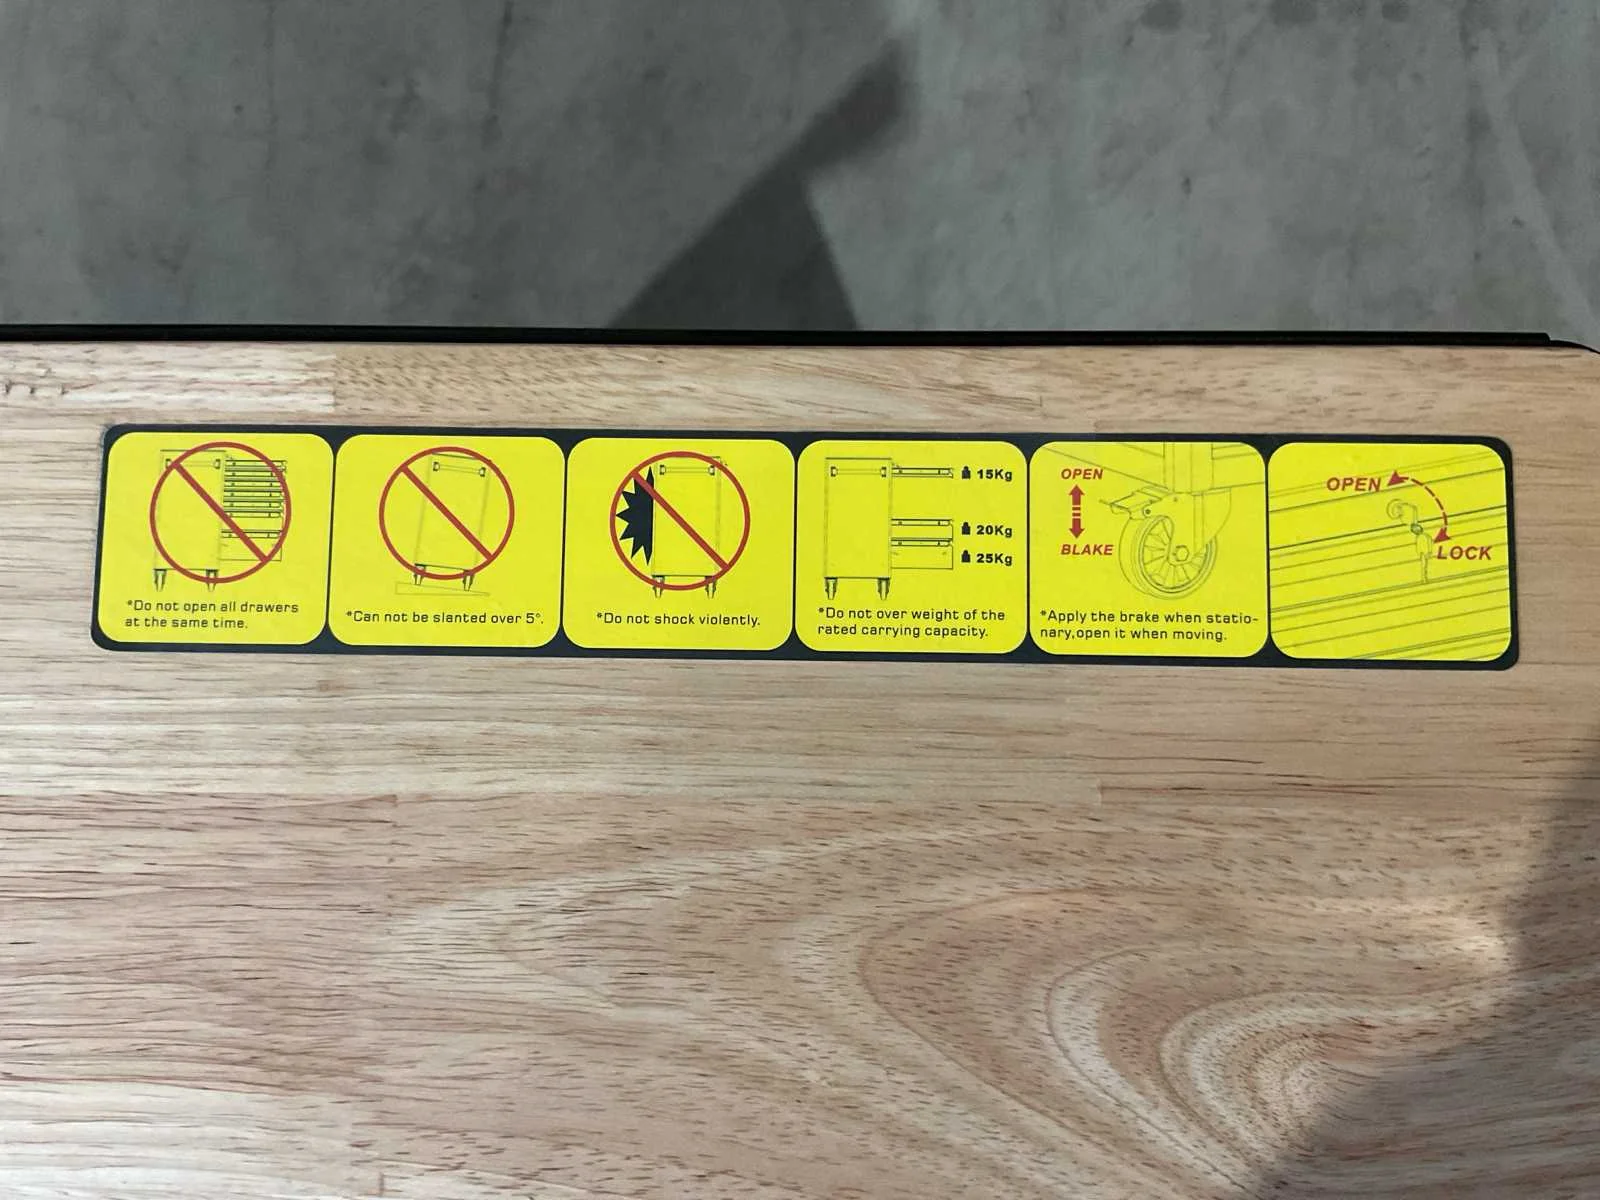 *Do not open all drawers
at the same time.
*Can not be slanted over 5°.
*Do not shock violently.
15Kg
20Kg
25Kg
*Do not over weight of the
rated carrying capacity.
OPEN
BLAKE
*Apply the brake when statio-
nary,open it when moving.
OPEN
LOCK